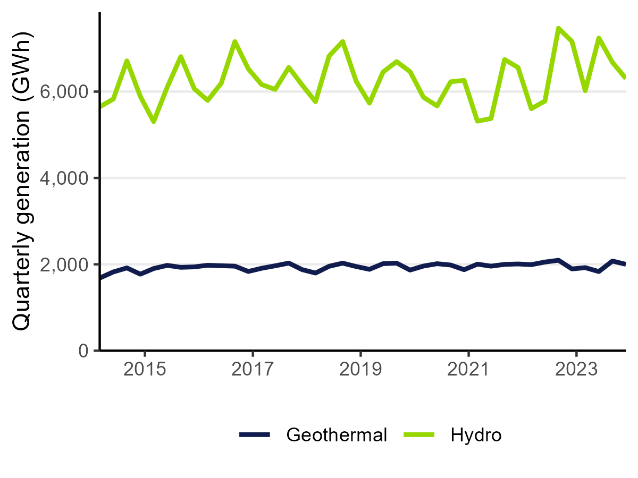 Quarterly generation (GWh)
6,000
4,000
2,000
0
2015 2017 2019 2021 2023
Geothermal Hydro